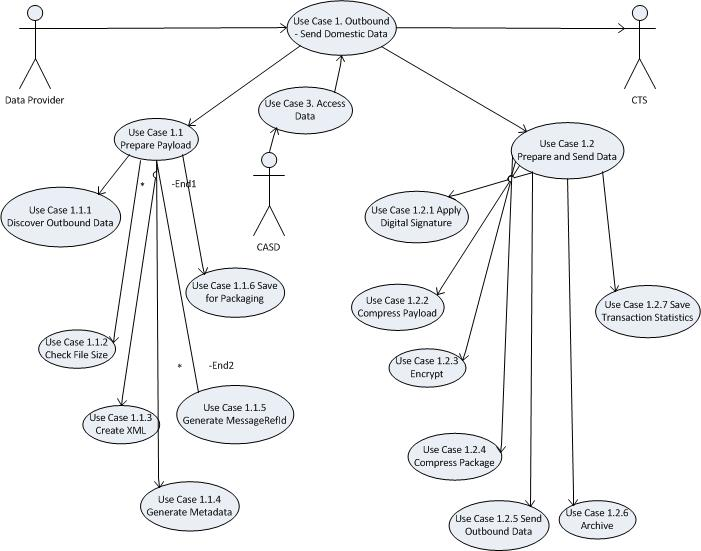 Use Case 1. Outbound
- Send Domestic Data
Data Provider
CTS
Use Case 3. Access
Data
Use Case 1.1
Prepare Payload
Use Case 1.2
Prepare and Send Data
*
-End1
Use Case 1.1.1
Discover Outbound Data
CASD
Use Case 1.2.1 Apply
Digital Signature
Use Case 1.1.6 Save
for Packaging
Use Case 1.2.2
Compress Payload
Use Case 1.2.7 Save
Transaction Statistics
Use Case 1.1.2
Check File Size
*
-End2
Use Case 1.2.3
Encrypt
Use Case 1.1.3
Create XML
Use Case 1.1.5
Generate MessageRefId
Use Case 1.2.4
Compress Package
Use Case 1.1.4
Generate Metadata
Use Case 1.2.5 Send
Outbound Data
Use Case 1.2.6
Archive